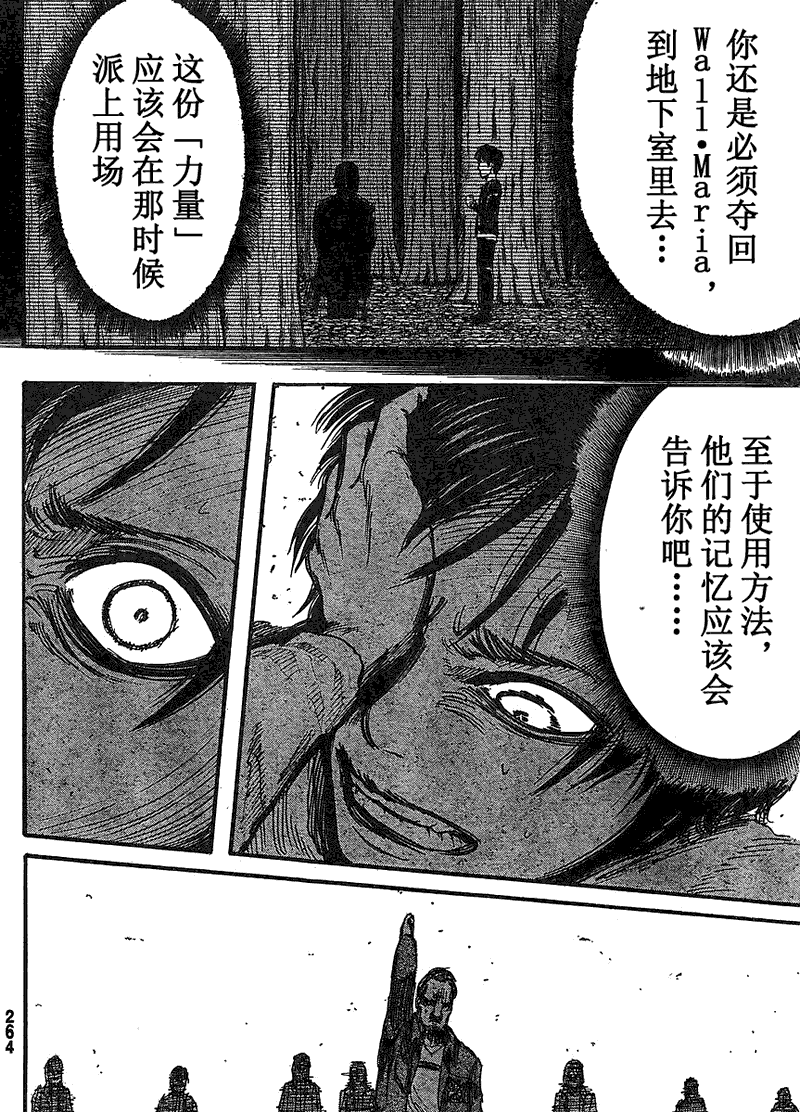 你还是必须夺回
Wall•Maria，
到地下室里去…
这份「力量」
应该会在那时候
派上用场
至于使用方法，
他们的记忆应该会
告诉你吧……
264